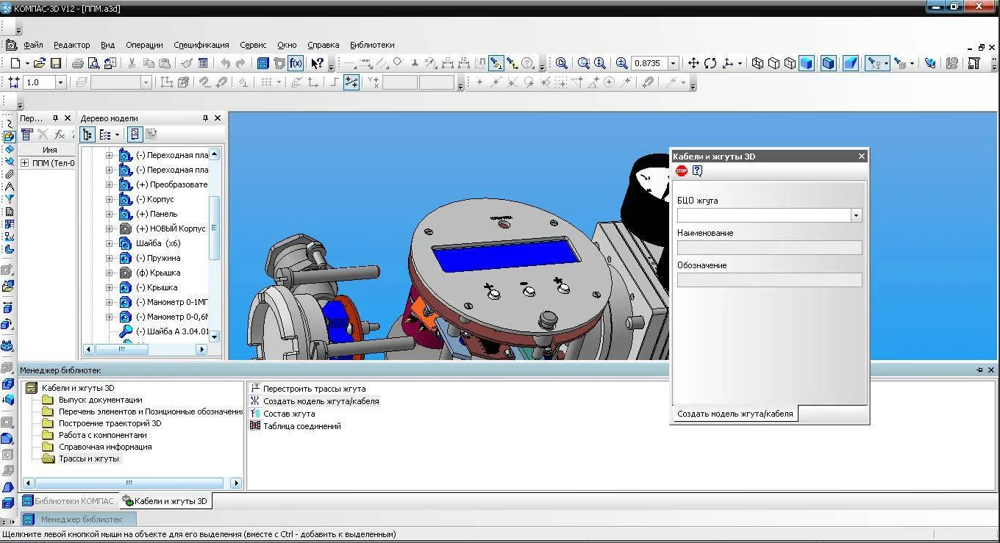 КОМПАС-3D V12 - [ППМ.a3d]
Файл Редактор Вид Операции Спецификация Сервис Окно Справка Библиотеки
f(x) 0.8735
1.0
Пер... Дерево модели
fx
Имя
ППМ (Тел-0
(-) Переходная пла
(-) Переходная пла
(+) Преобразовате
(-) Корпус
(+) Панель
(+) НОВЫЙ Корпус
Шайба (x6)
(-) Пружина
(ф) Крышка
(-) Крышка
(-) Манометр 0-1МГ
(-) Манометр 0-0,6М
(-) Шайба А 3.04.01
Кабели и жгуты 3D
STOP
БЦО жгута
Наименование
Обозначение
Создать модель жгута/кабеля
Менеджер библиотек
Кабели и жгуты 3D
Выпуск документации
Перечень элементов и Позиционные обозначения
Построение траекторий 3D
Работа с компонентами
Справочная информация
Трассы и жгуты
Перестроить трассы жгута
Создать модель жгута/кабеля
Состав жгута
Таблица соединений
Библиотеки КОМПАС Кабели и жгуты 3D
Менеджер библиотек
Щелкните левой кнопкой мыши на объекте для его выделения (вместе с Ctrl - добавить к выделенным)